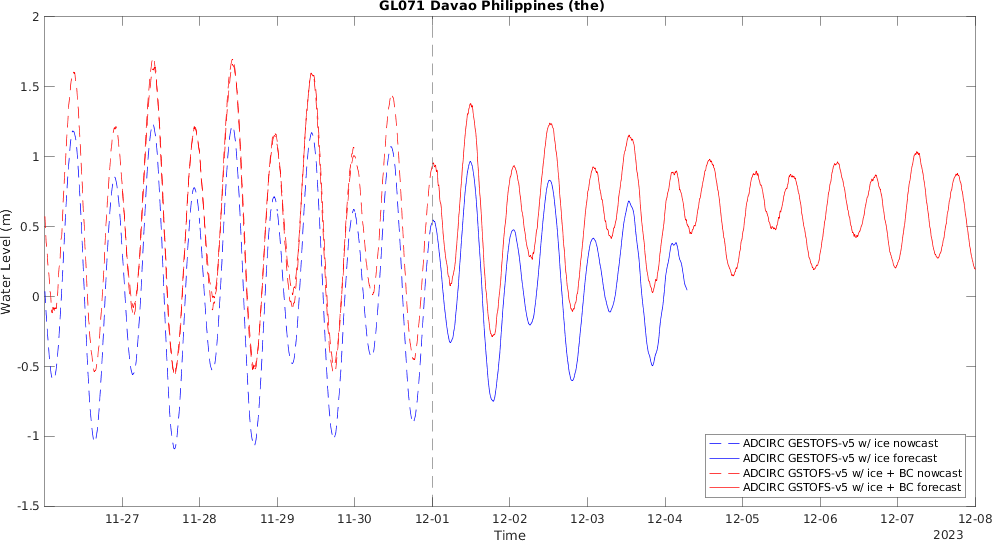 GL071 Davao Philippines (the)
Water Level (m)
2
1.5
1
0.5
0
-0.5
-1
-1.5
11-27 11-28 11-29 11-30 12-01 12-02 12-03 12-04 12-05 12-06 12-07 12-08
Time
2023
ADCIRC GESTOFS-v5 w/ ice nowcast
ADCIRC GESTOFS-v5 w/ ice forecast
ADCIRC GSTOFS-v5 w/ ice + BC nowcast
ADCIRC GSTOFS-v5 w/ ice + BC forecast